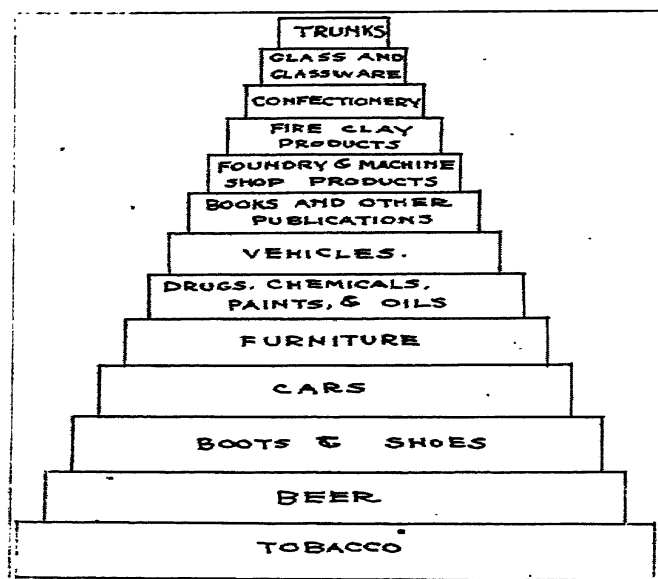 TRUNKS
GLASS AND
GLASSWARE
CONFECTIONERY
FIRE CLAY
PRODUCTS
FOUNDRY & MACHINE
SHOP PRODUCTS
BOOKS AND OTHER
PUBLICATIONS
VEHICLES.
DRUGS, CHEMICALS,
PAINTS, & OILS
FURNITURE
CARS
BOOTS & SHOES
BEER
TOBACCO